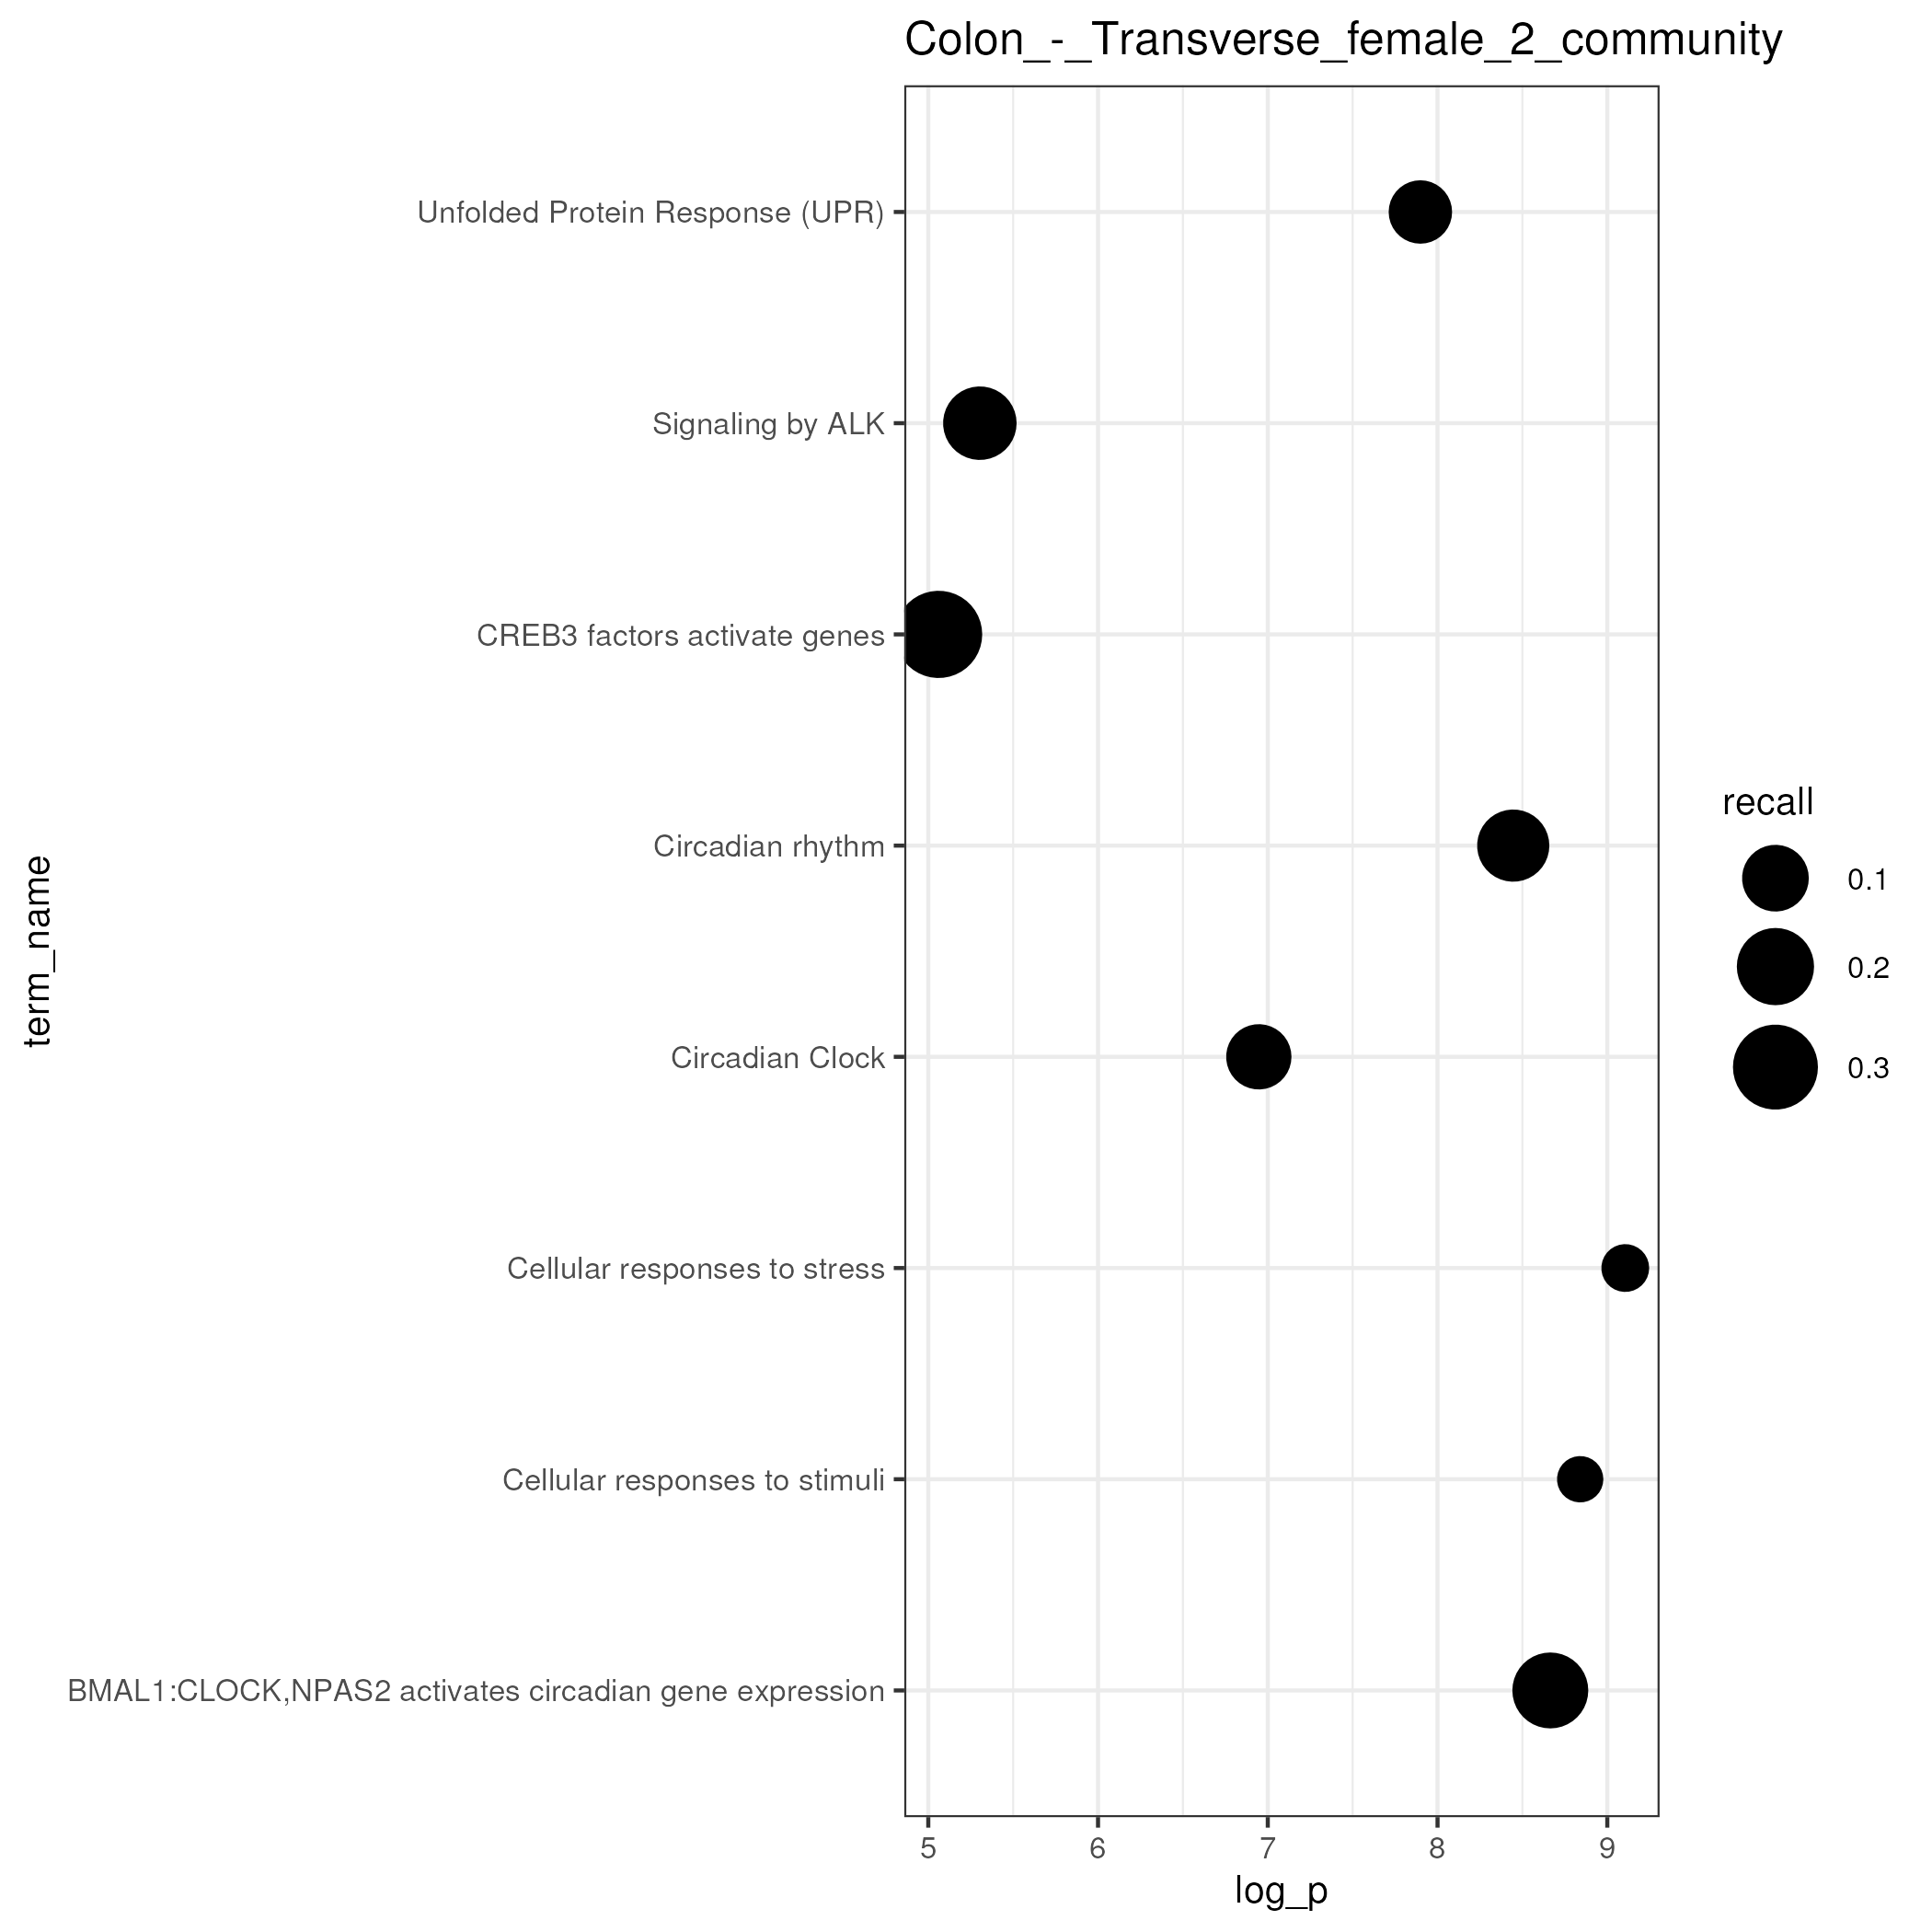 Colon_-_Transverse_female_2_community
term_name
Unfolded Protein Response (UPR)
Signaling by ALK
CREB3 factors activate genes
Circadian rhythm
Circadian Clock
Cellular responses to stress
Cellular responses to stimuli
BMAL1:CLOCK,NPAS2 activates circadian gene expression
5 6 7 8 9
log_p
recall
0.1
0.2
0.3